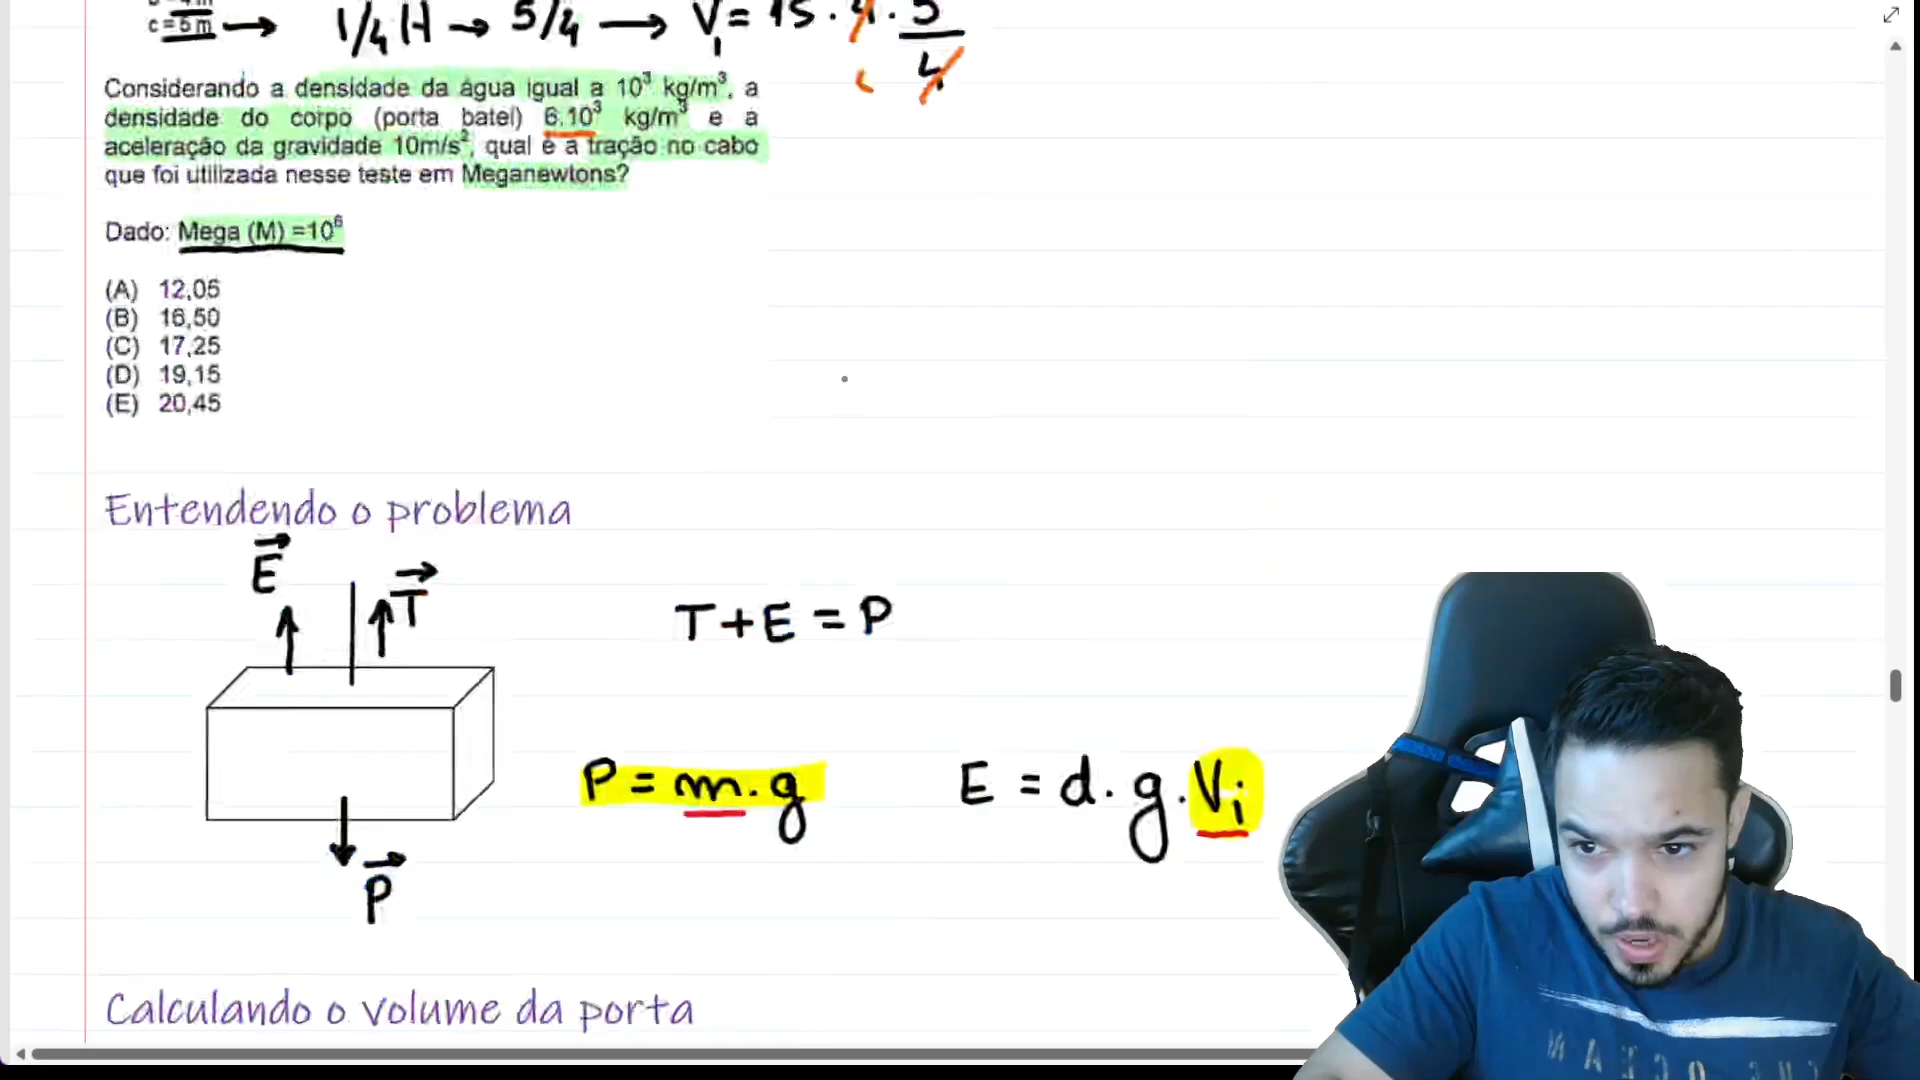 c = 5 m → 1/4 H → 5/4 → Vi = 15 . 4 . 5/4
Considerando a densidade da água igual a 10³ kg/m³, a
densidade do corpo (porta batel) 6.10³ kg/m³ e a
aceleração da gravidade 10m/s², qual é a tração no cabo
que foi utilizada nesse teste em Meganewtons?
Dado: Mega (M) =10⁶
(A) 12,05
(B) 16,50
(C) 17,25
(D) 19,15
(E) 20,45
Entendendo o problema
E
T
T + E = P
P = m . g
E = d . g . Vi
P
Calculando o volume da porta